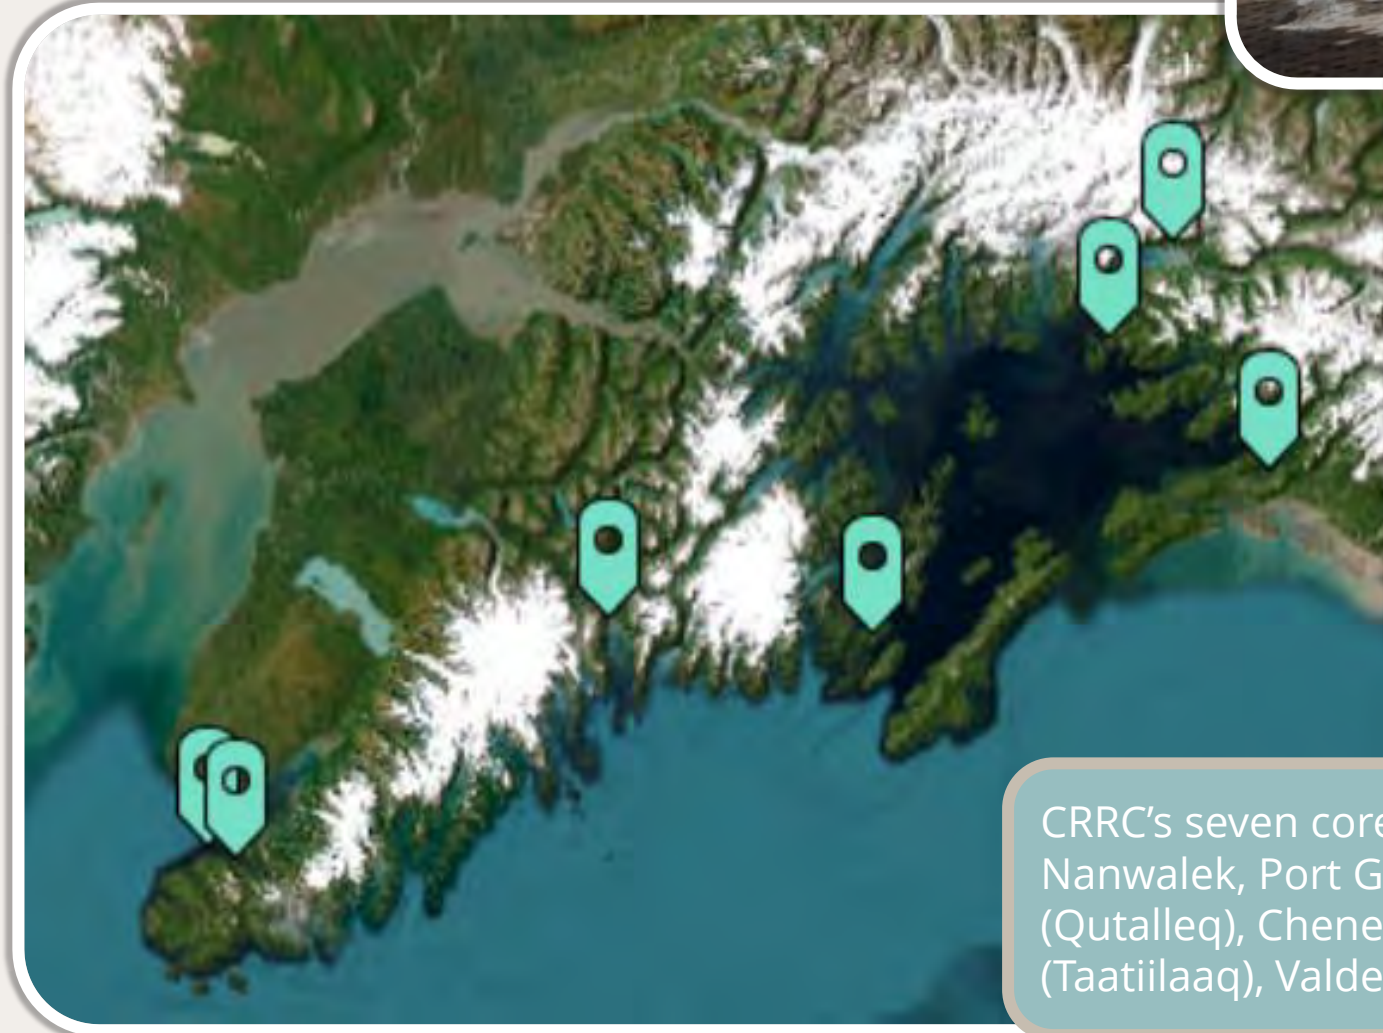 CRRC’s seven core
Nanwalek, Port G
(Qutalleq), Chene
(Taatiilaaq), Valde